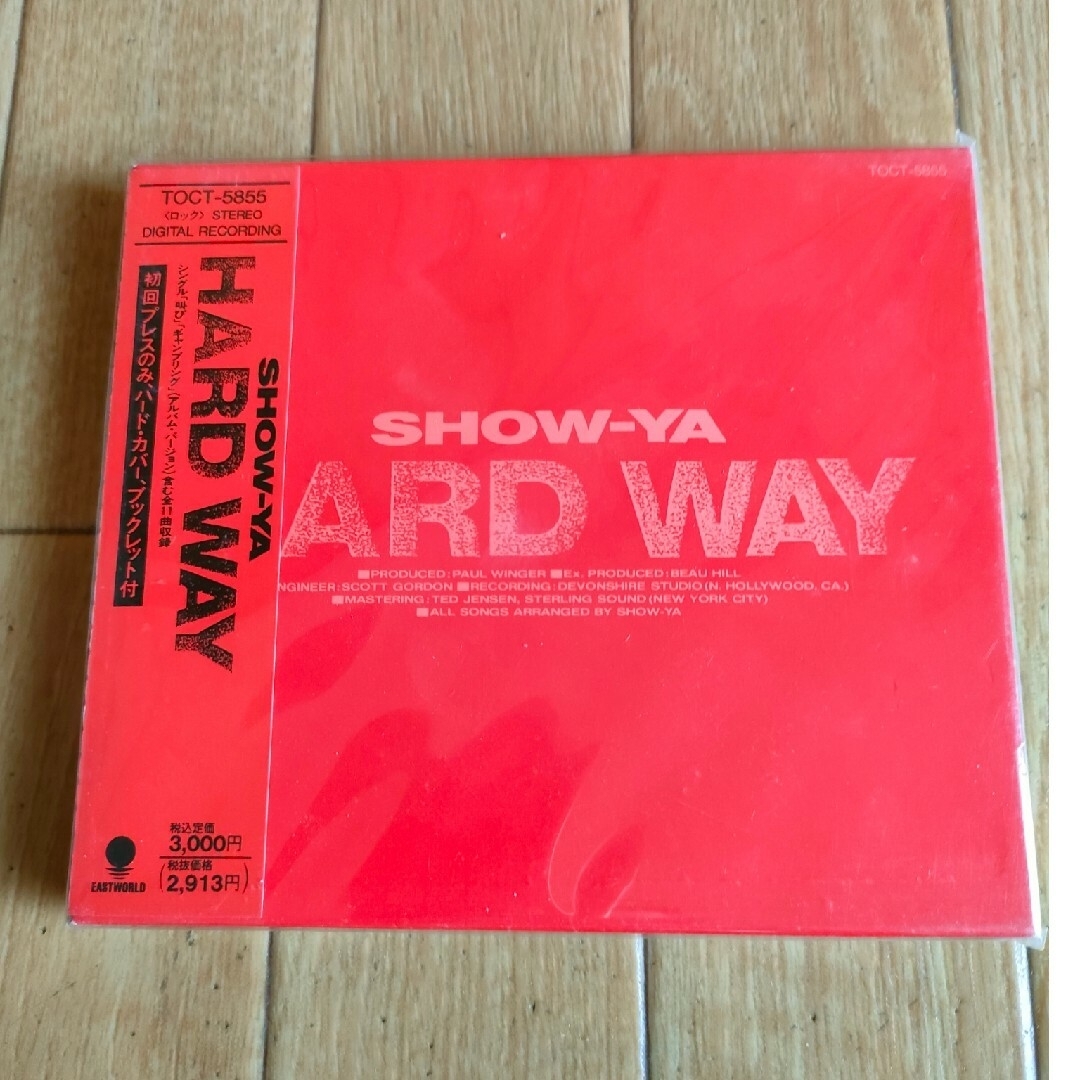 TOCT-5855
〈ロック〉 STEREO
DIGITAL RECORDING
SHOW-YA
HARD WAY
シングル「叫び」「ギャンブリング」〈アルバム・バージョン〉含む全11曲収録
初回プレスのみ、ハード・カバー、ブックレット付
EASTWORLD
税込定価
3,000円
(税抜価格
2,913円)
TOCT-5855
SHOW-YA
ARD WAY
■PRODUCED:PAUL WINGER ■Ex. PRODUCED:BEAU HILL
NGINEER:SCOTT GORDON ■RECORDING:DEVONSHIRE STUDIO(N. HOLLYWOOD, CA.)
■MASTERING:TED JENSEN, STERLING SOUND(NEW YORK CITY)
■ALL SONGS ARRANGED BY SHOW-YA